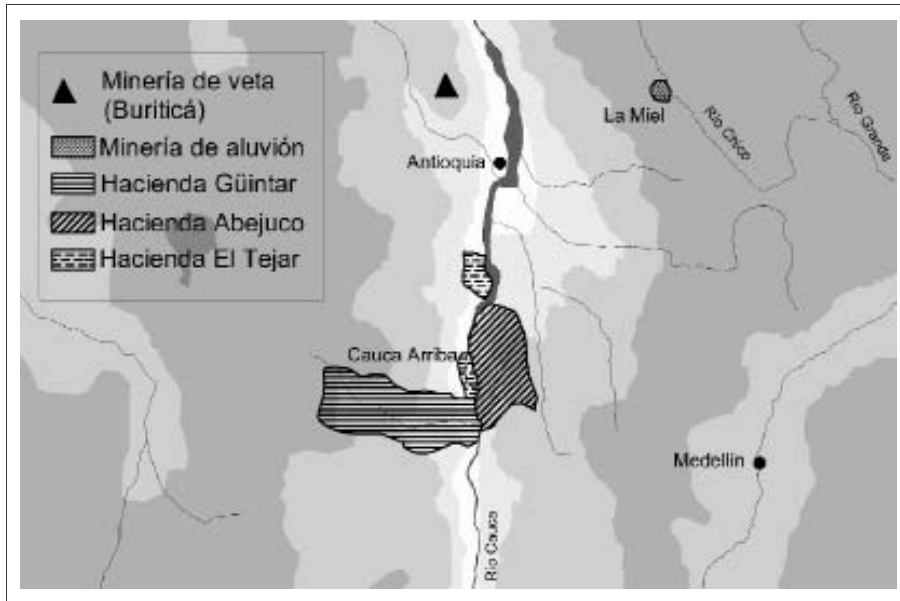 Minería de veta
(Buriticá)
Minería de aluvión
Hacienda Güintar
Hacienda Abejuco
Hacienda El Tejar
La Miel
Río Chico
Río Grande
Antioquia
Cauca Arriba
Medellín
Río Cauca